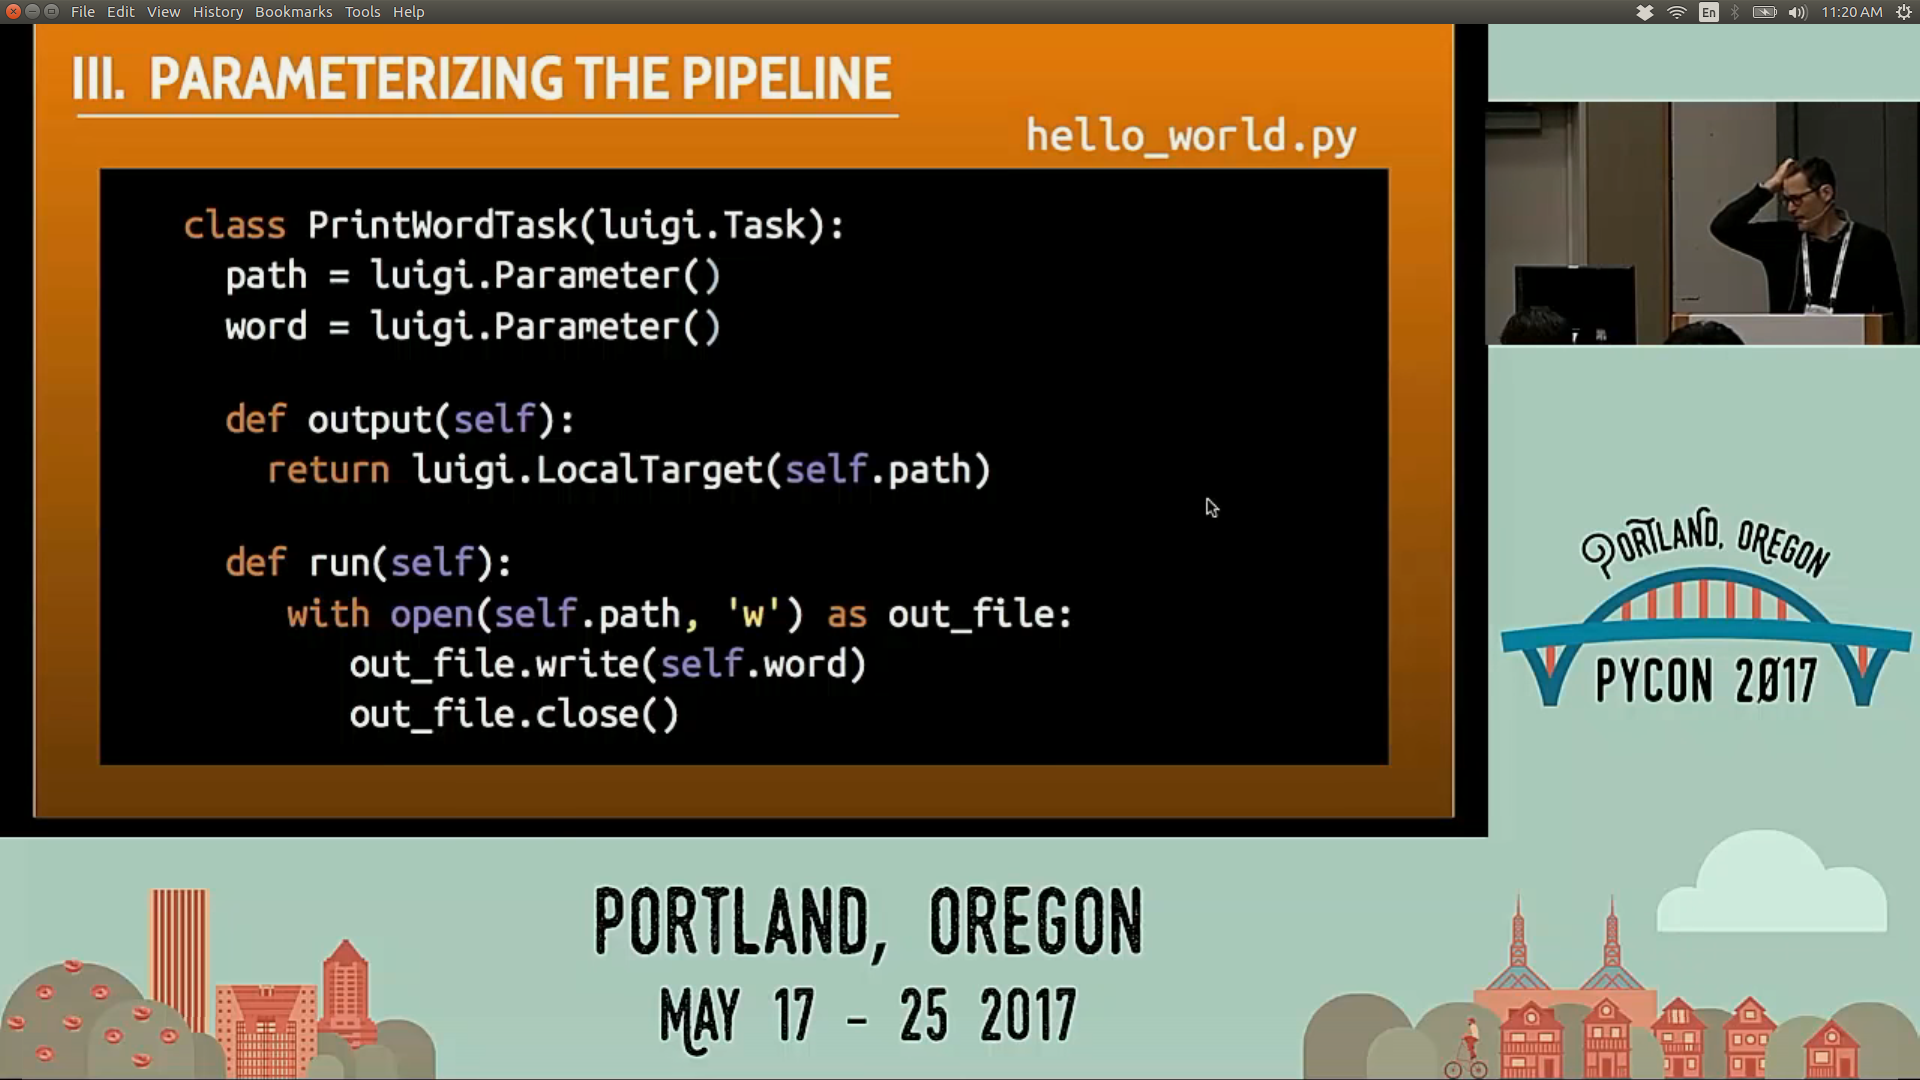 File Edit View History Bookmarks Tools Help
En
11:20 AM
III. PARAMETERIZING THE PIPELINE
hello_world.py
class PrintWordTask(luigi.Task):
path = luigi.Parameter()
word = luigi.Parameter()
def output(self):
return luigi.LocalTarget(self.path)
def run(self):
with open(self.path, 'w') as out_file:
out_file.write(self.word)
out_file.close()
PORTLAND, OREGON
PYCON 2017
PORTLAND, OREGON
MAY 17 - 25 2017